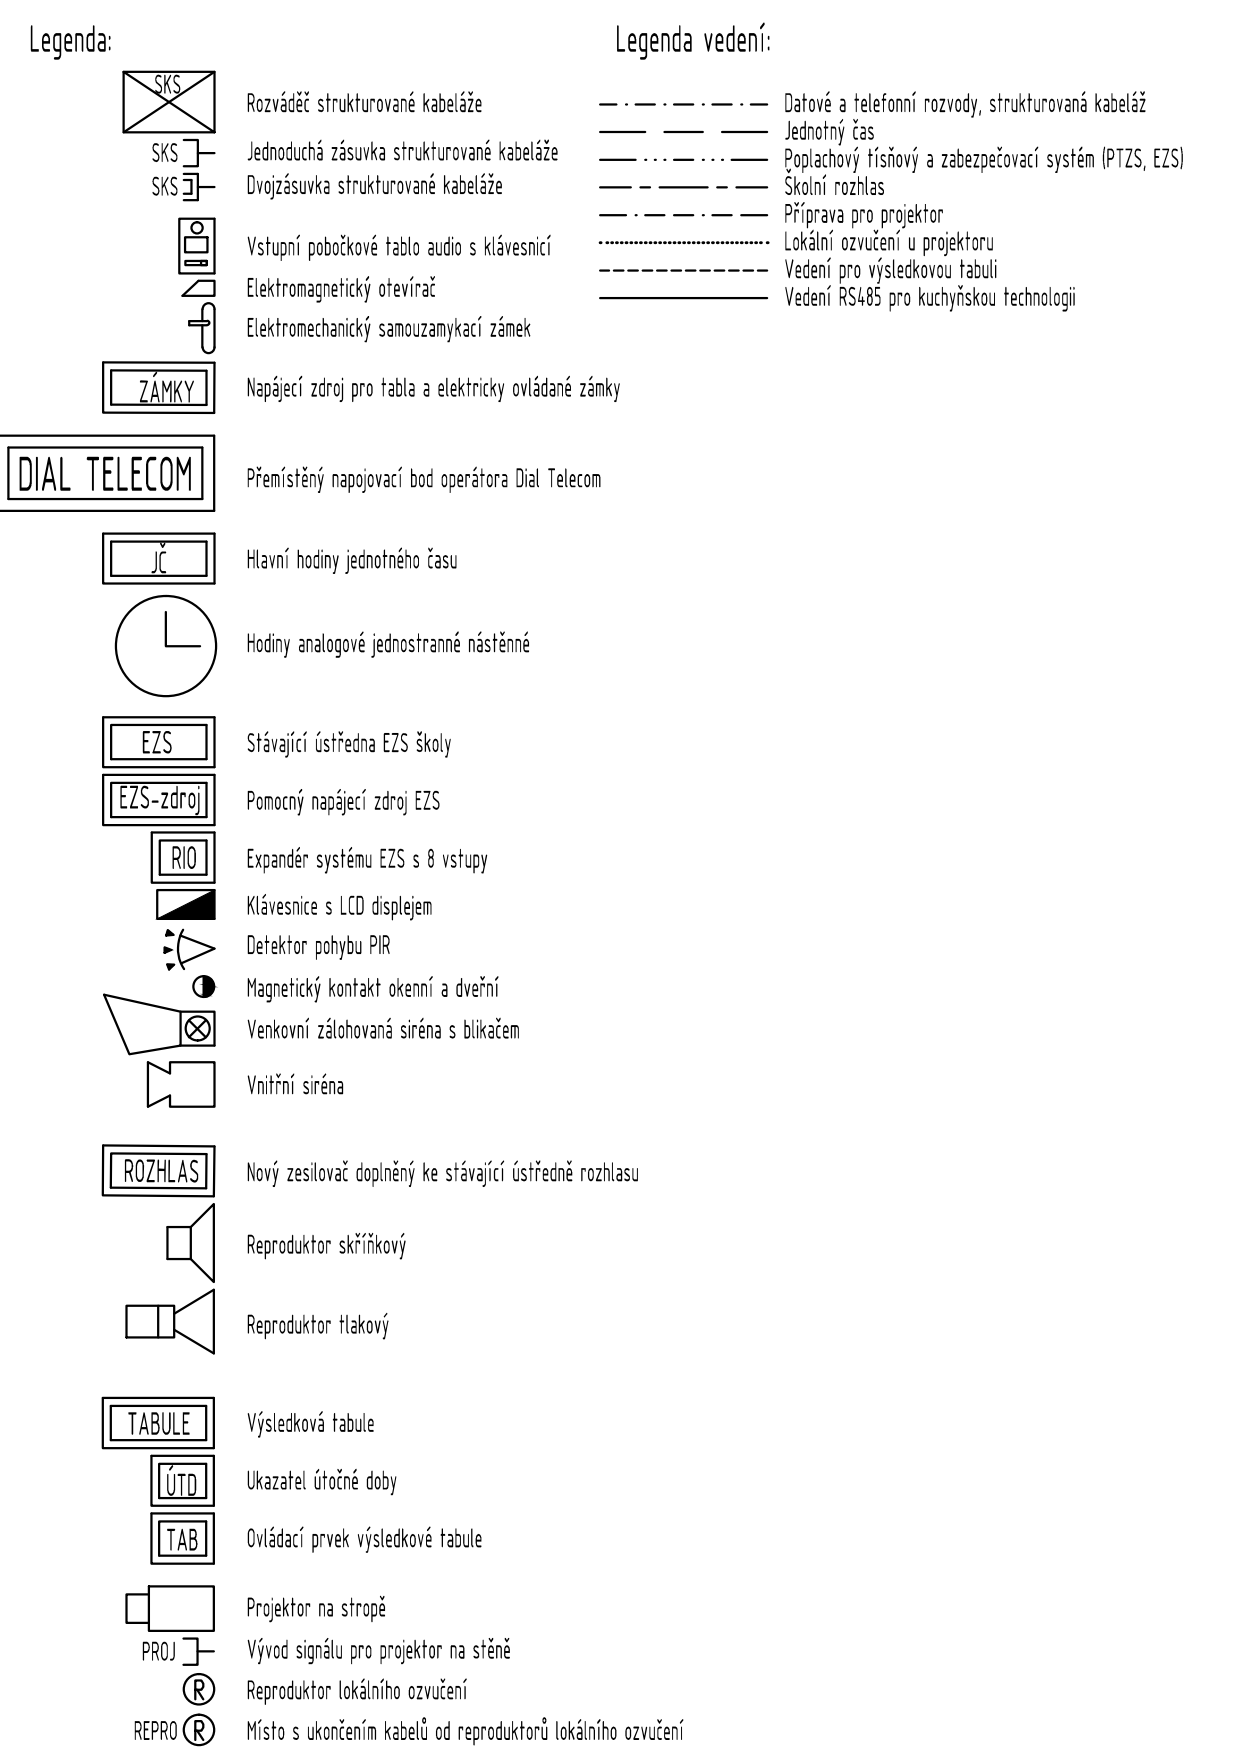 Legenda:
SKS Rozváděč strukturované kabeláže
SKS Jednoduchá zásuvka strukturované kabeláže
SKS Dvojzásuvka strukturované kabeláže
Vstupní pobočkové tablo audio s klávesnicí
Elektromagnetický otevírač
Elektromechanický samouzamykací zámek
ZÁMKY Napájecí zdroj pro tabla a elektricky ovládané zámky
DIAL TELECOM Přemístěný napojovací bod operátora Dial Telecom
JČ Hlavní hodiny jednotného času
Hodiny analogové jednostranné nástěnné
EZS Stávající ústředna EZS školy
EZS-zdroj Pomocný napájecí zdroj EZS
RIO Expandér systému EZS s 8 vstupy
Klávesnice s LCD displejem
Detektor pohybu PIR
Magnetický kontakt okenní a dveřní
Venkovní zálohovaná siréna s blikačem
Vnitřní siréna
ROZHLAS Nový zesilovač doplněný ke stávající ústředně rozhlasu
Reproduktor skříňkový
Reproduktor tlakový
TABULE Výsledková tabule
ÚTD Ukazatel útočné doby
TAB Ovládací prvek výsledkové tabule
Projektor na stropě
PROJ Vývod signálu pro projektor na stěně
R Reproduktor lokálního ozvučení
REPRO R Místo s ukončením kabelů od reproduktorů lokálního ozvučení
Legenda vedení:
Datové a telefonní rozvody, strukturovaná kabeláž
Jednotný čas
Poplachový tísňový a zabezpečovací systém (PTZS, EZS)
Školní rozhlas
Příprava pro projektor
Lokální ozvučení u projektoru
Vedení pro výsledkovou tabuli
Vedení RS485 pro kuchyňskou technologii